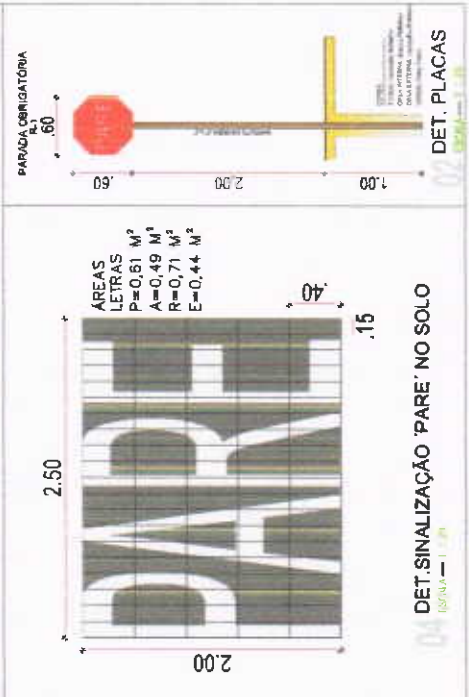 PARADA OBRIGATÓRIA
R-1
.60
PARE
.60
2.00
1.00
02
DET. PLACAS
2.50
2.00
PARE
ÁREAS
LETRAS
P=0,61 M²
A=0,49 M²
R=0,71 M²
E=0,44 M²
.40
.15
04
DET.SINALIZAÇÃO 'PARE' NO SOLO